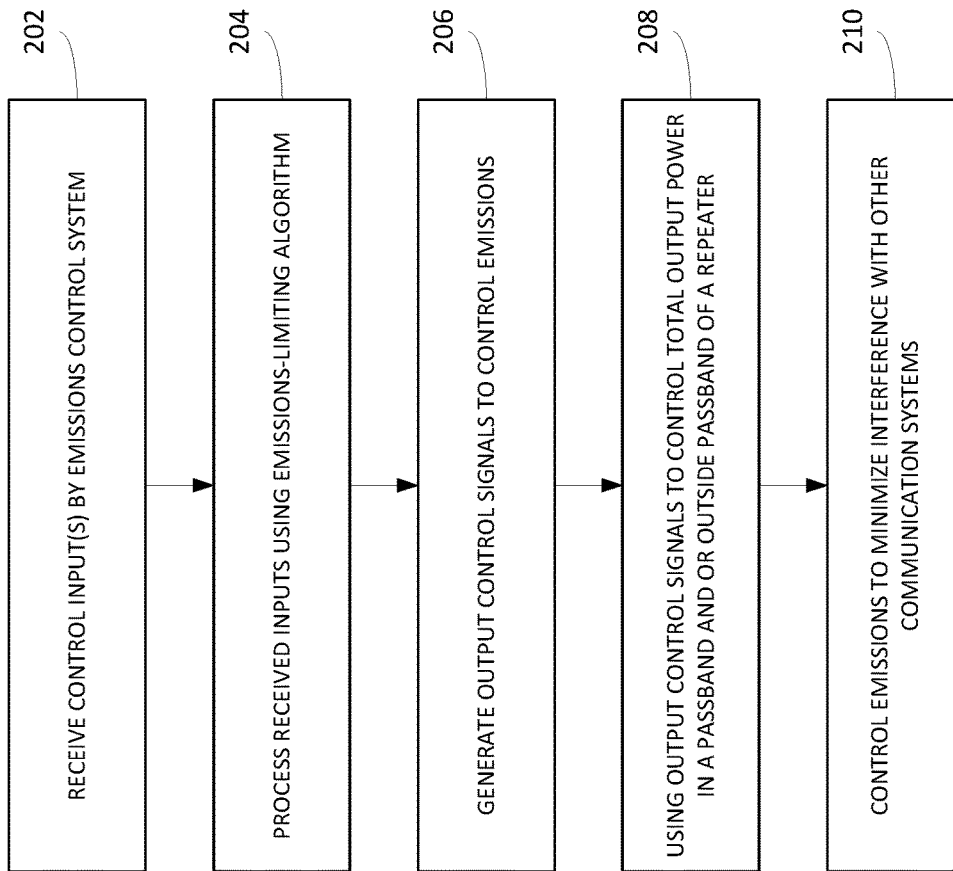 202
RECEIVE CONTROL INPUT(S) BY EMISSIONS CONTROL SYSTEM
204
PROCESS RECEIVED INPUTS USING EMISSIONS-LIMITING ALGORITHM
206
GENERATE OUTPUT CONTROL SIGNALS TO CONTROL EMISSIONS
208
USING OUTPUT CONTROL SIGNALS TO CONTROL TOTAL OUTPUT POWER
IN A PASSBAND AND OR OUTSIDE PASSBAND OF A REPEATER
210
CONTROL EMISSIONS TO MINIMIZE INTERFERENCE WITH OTHER
COMMUNICATION SYSTEMS